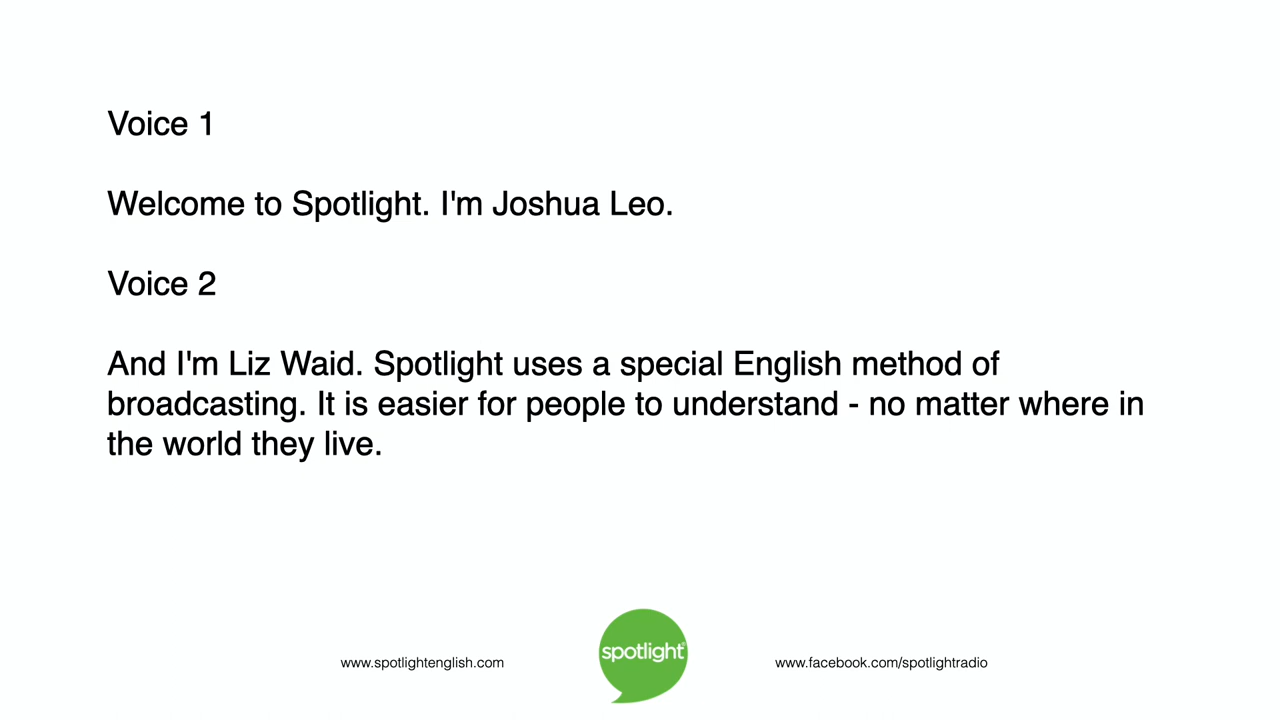 Voice 1
Welcome to Spotlight. I'm Joshua Leo.
Voice 2
And I'm Liz Waid. Spotlight uses a special English method of
broadcasting. It is easier for people to understand - no matter where in
the world they live.
www.spotlightenglish.com
spotlight
www.facebook.com/spotlightradio